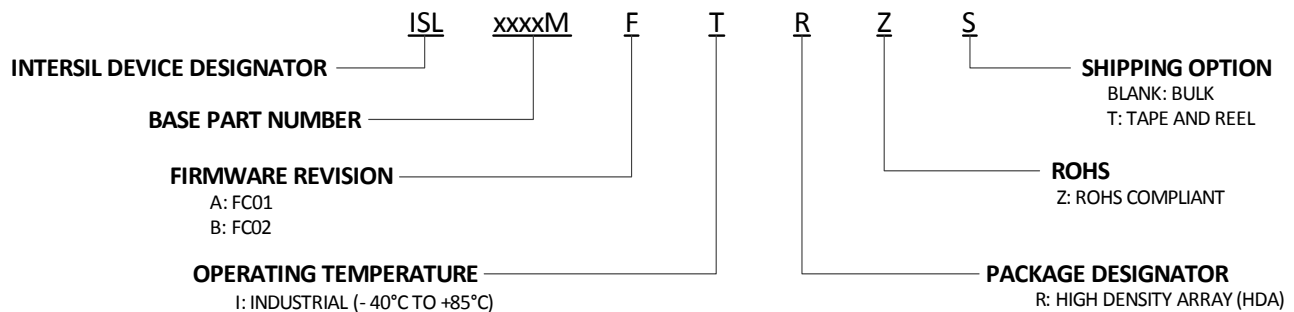 ISL xxxxM F T R Z S
INTERSIL DEVICE DESIGNATOR
SHIPPING OPTION
BLANK: BULK
T: TAPE AND REEL
BASE PART NUMBER
FIRMWARE REVISION
A: FC01
B: FC02
ROHS
Z: ROHS COMPLIANT
OPERATING TEMPERATURE
I: INDUSTRIAL (- 40°C TO +85°C)
PACKAGE DESIGNATOR
R: HIGH DENSITY ARRAY (HDA)